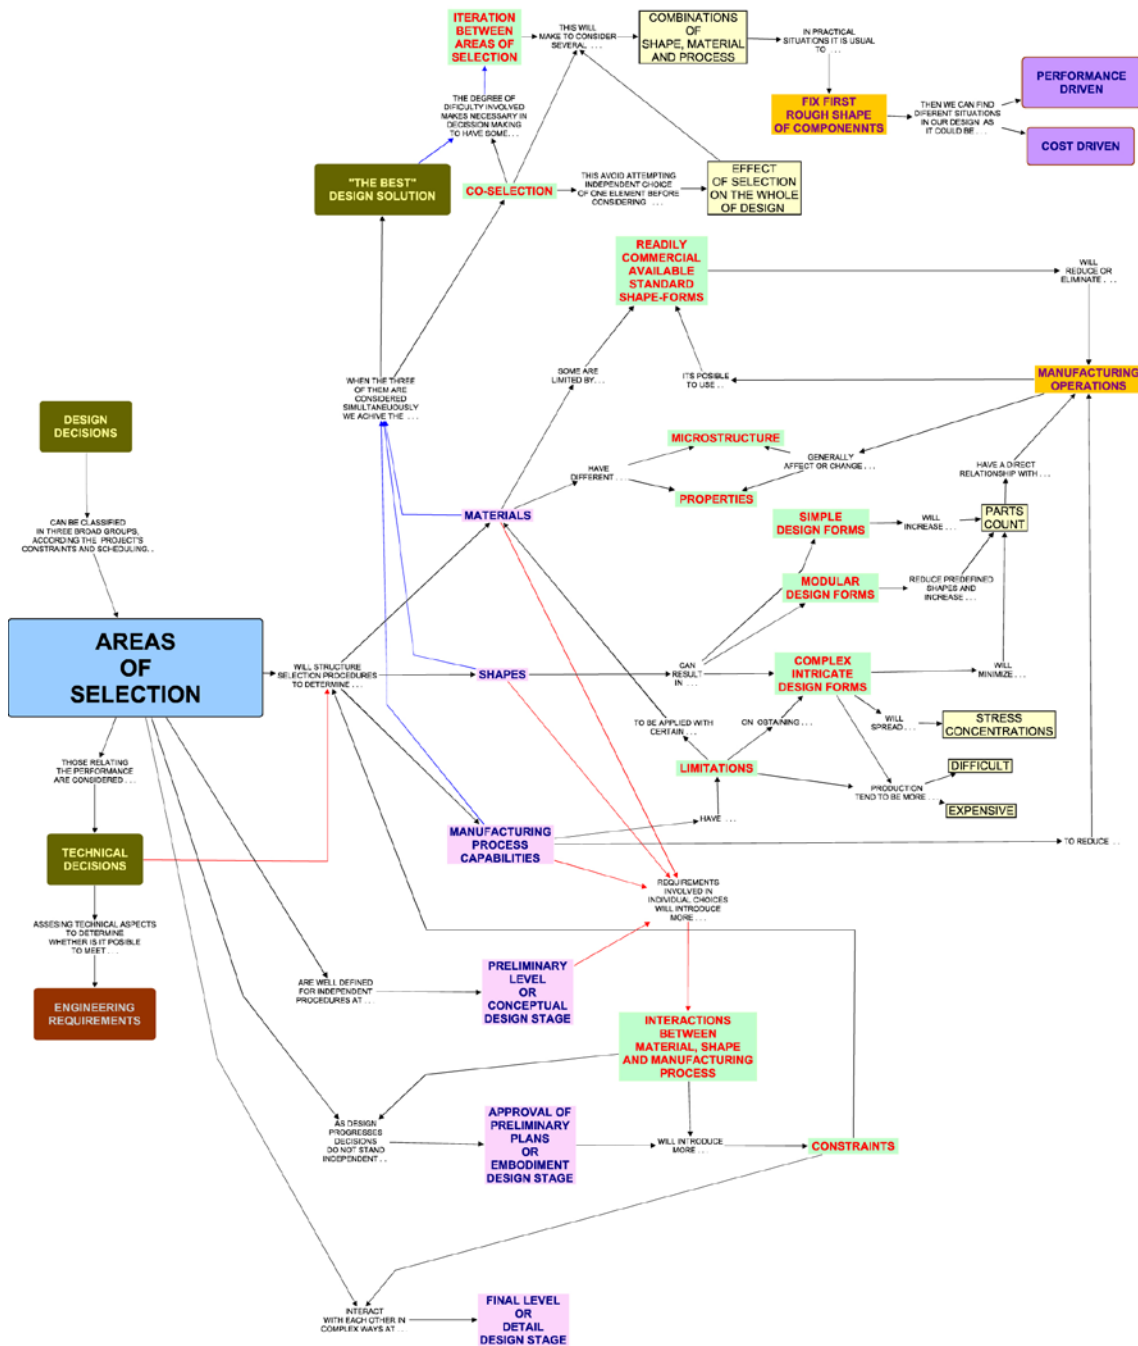 ITERATION
BETWEEN
AREAS OF
SELECTION
THIS WILL
MAKE TO CONSIDER
SEVERAL . . .
COMBINATIONS
OF
SHAPE, MATERIAL
AND PROCESS
IN PRACTICAL
SITUATIONS IT IS USUAL
TO . . .
FIX FIRST
ROUGH SHAPE
OF COMPONENNTS
THEN WE CAN FIND
DIFERENT SITUATIONS
IN OUR DESIGN AS
IT COULD BE. . .
PERFORMANCE
DRIVEN
COST DRIVEN
THE DEGREE OF
DIFICULTY INVOLVED
MAKES NECESSARY IN
DECISSION MAKING
TO HAVE SOME. . .
"THE BEST"
DESIGN SOLUTION
CO-SELECTION
THIS AVOID ATTEMPTING
INDEPENDENT CHOICE
OF ONE ELEMENT BEFORE
CONSIDERING . . .
EFFECT
OF SELECTION
ON THE WHOLE
OF DESIGN
READILY
COMMERCIAL
AVAILABLE
STANDARD
SHAPE-FORMS
WILL
REDUCE OR
ELIMINATE . . .
SOME ARE
LIMITED BY. . .
ITS POSIBLE
TO USE . .
MANUFACTURING
OPERATIONS
WHEN THE THREE
OF THEM ARE
CONSIDERED
SIMULTANEUOUSLY
WE ACHIVE THE . . .
DESIGN
DECISIONS
MICROSTRUCTURE
GENERALLY
AFFECT OR CHANGE . . .
HAVE A DIRECT
RELATIONSHIP WITH . . .
HAVE
DIFFERENT . . .
PROPERTIES
MATERIALS
SIMPLE
DESIGN FORMS
WILL
INCREASE . . .
PARTS
COUNT
CAN BE CLASSIFIED
IN THREE BROAD GROUPS,
ACCORDING THE PROJECT'S
CONSTRAINTS AND SCHEDULING. .
MODULAR
DESIGN FORMS
REDUCE PREDEFINED
SHAPES AND
INCREASE . . .
AREAS
OF
SELECTION
WILL STRUCTURE
SELECTION PROCEDURES
TO DETERMINE . . .
SHAPES
CAN
RESULT
IN . . .
COMPLEX
INTRICATE
DESIGN FORMS
WILL
MINIMIZE . . .
TO BE APPLIED WITH
CERTAIN . . .
ON OBTAINING . . .
WILL
SPREAD . . .
STRESS
CONCENTRATIONS
THOSE RELATING
THE PERFORMANCE
ARE CONSIDERED . . .
LIMITATIONS
DIFFICULT
PRODUCTION
TEND TO BE MORE . . .
EXPENSIVE
HAVE . . .
MANUFACTURING
PROCESS
CAPABILITIES
TO REDUCE . .
TECHNICAL
DECISIONS
REQUIREMENTS
INVOLVED IN
INDIVIDUAL CHOICES
WILL INTRODUCE
MORE . . .
ASSESING TECHNICAL ASPECTS
TO DETERMINE
WHETHER IS IT POSIBLE
TO MEET . . .
ARE WELL DEFINED
FOR INDEPENDENT
PROCEDURES AT . . .
PRELIMINARY
LEVEL
OR
CONCEPTUAL
DESIGN STAGE
ENGINEERING
REQUIREMENTS
INTERACTIONS
BETWEEN
MATERIAL, SHAPE
AND MANUFACTURING
PROCESS
AS DESIGN
PROGRESSES
DECISIONS
DO NOT STAND
INDEPENDENT . .
APPROVAL OF
PRELIMINARY
PLANS
OR
EMBODIMENT
DESIGN STAGE
WILL INTRODUCE
MORE . . .
CONSTRAINTS
INTERACT
WITH EACH OTHER IN
COMPLEX WAYS AT . . .
FINAL LEVEL
OR
DETAIL
DESIGN STAGE